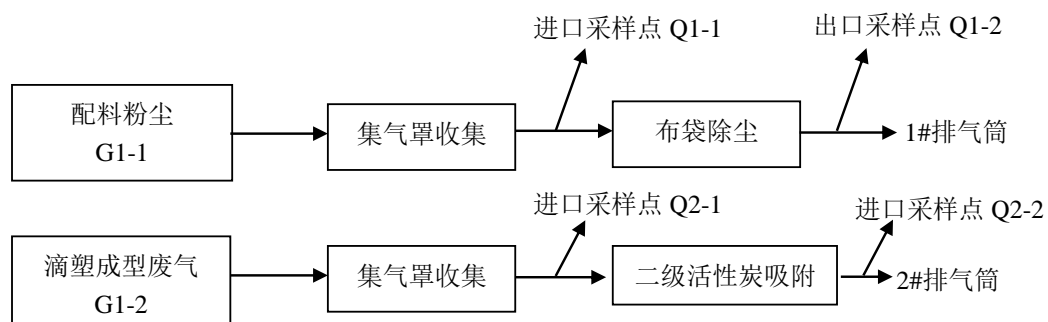 进口采样点 Q1-1
出口采样点 Q1-2
配料粉尘
G1-1
集气罩收集
布袋除尘
1#排气筒
进口采样点 Q2-1
进口采样点 Q2-2
滴塑成型废气
G1-2
集气罩收集
二级活性炭吸附
2#排气筒